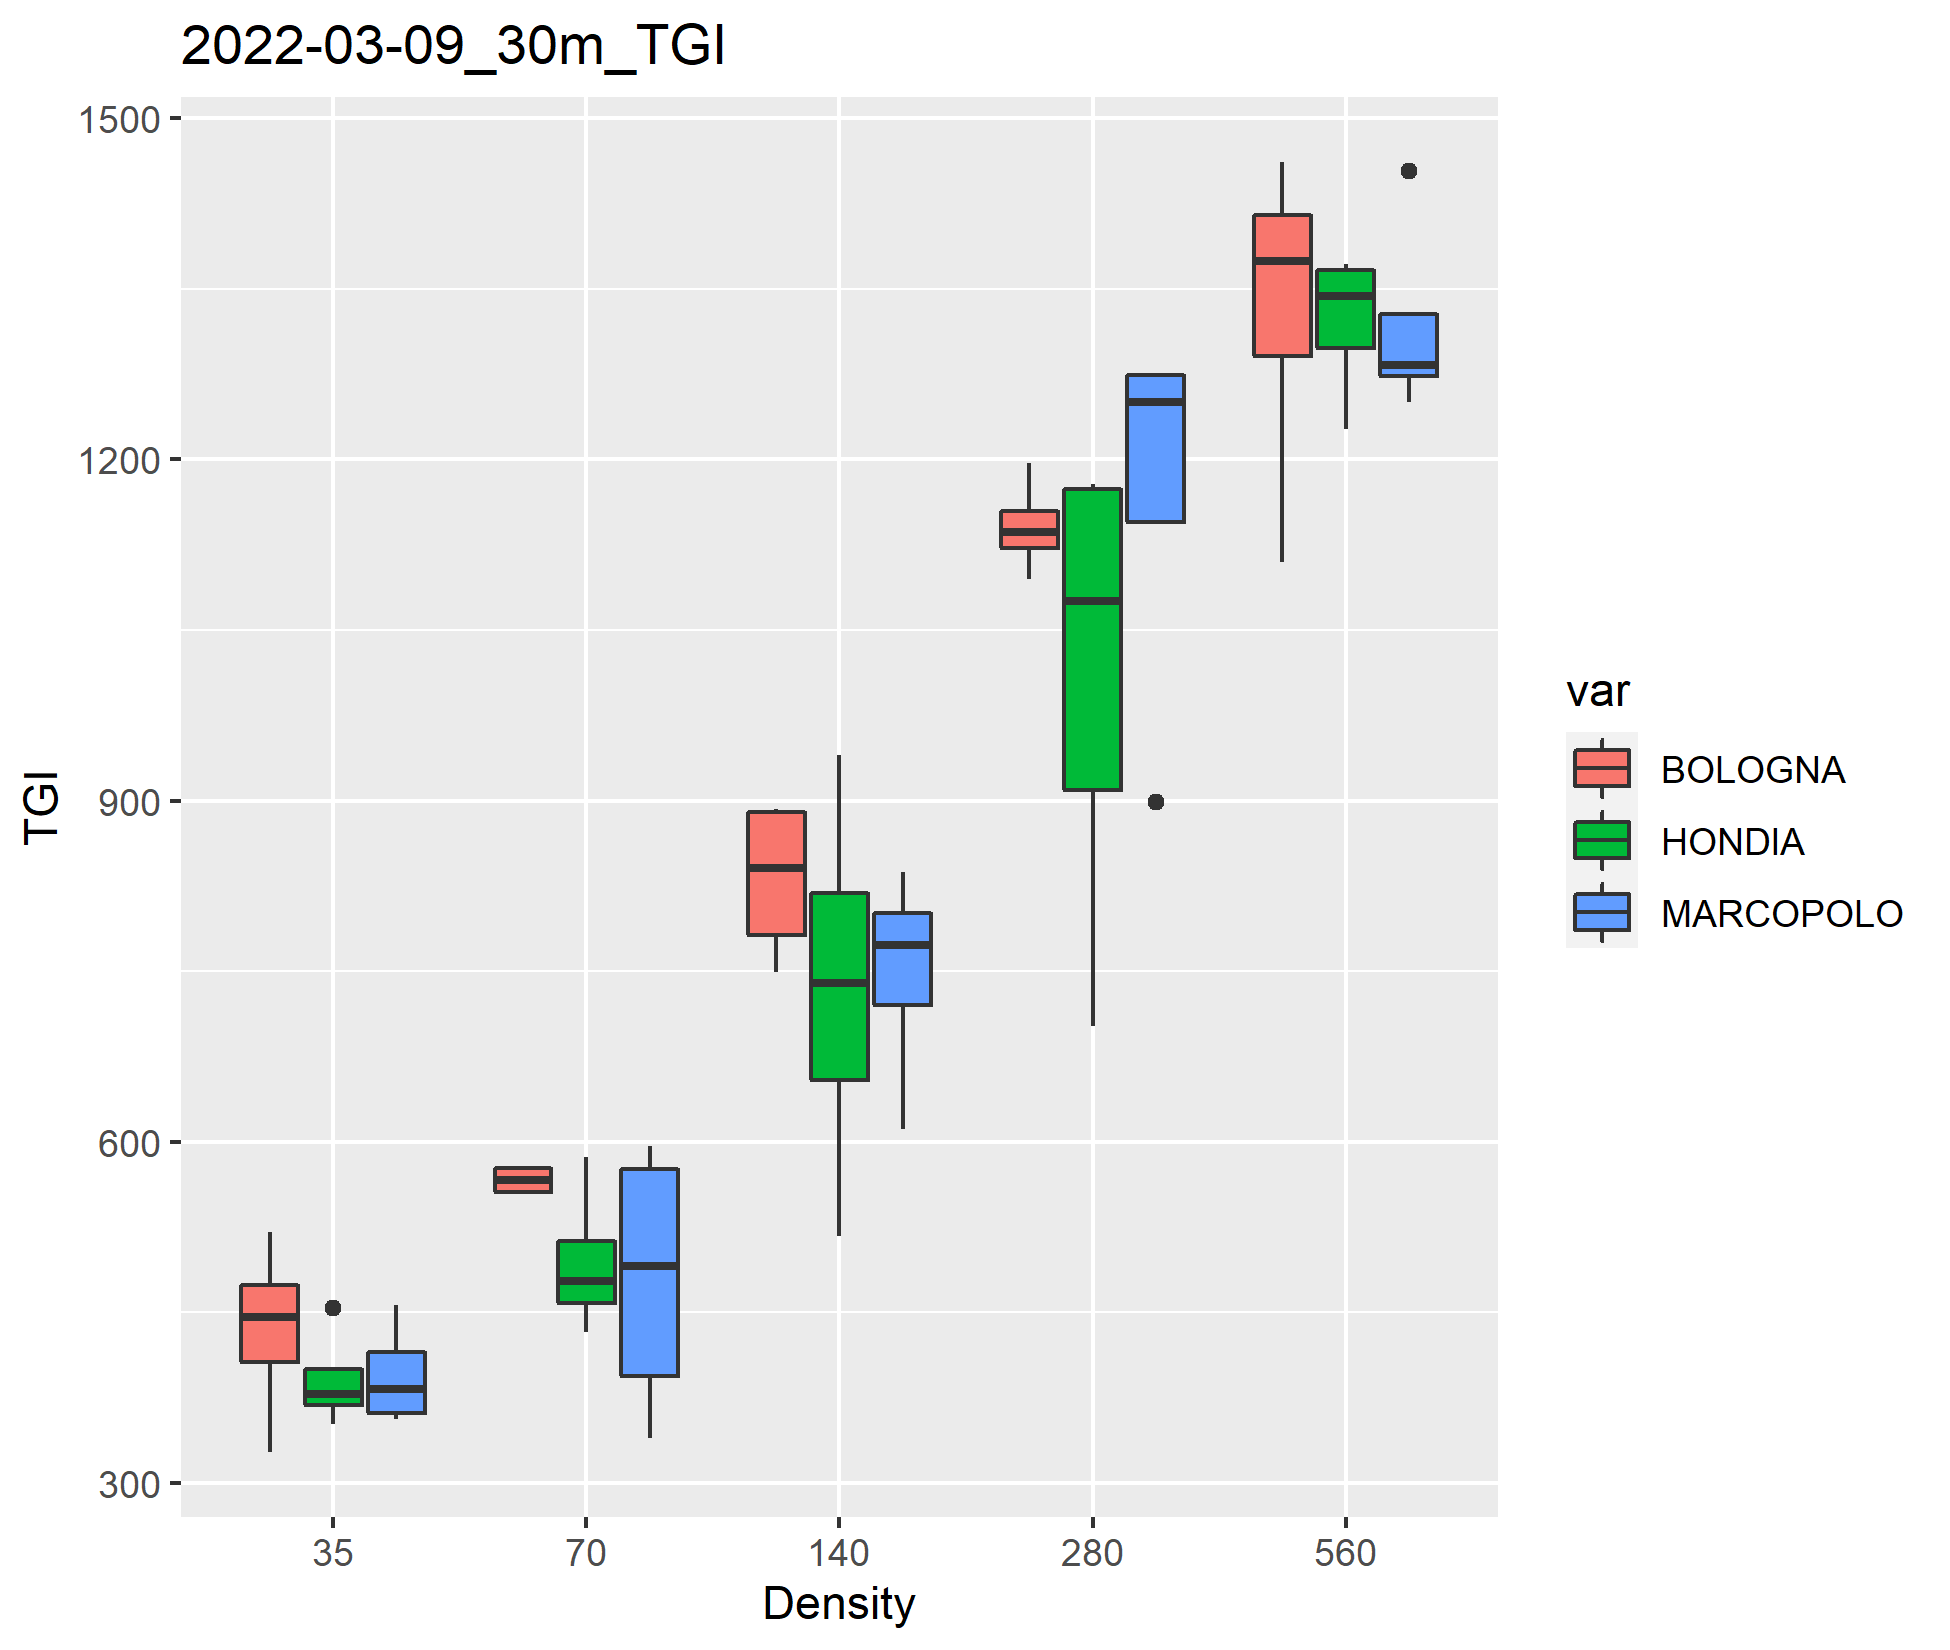 2022-03-09_30m_TGI
1500
1200
900
600
300
TGI
35 70 140 280 560
Density
var
BOLOGNA
HONDIA
MARCOPOLO